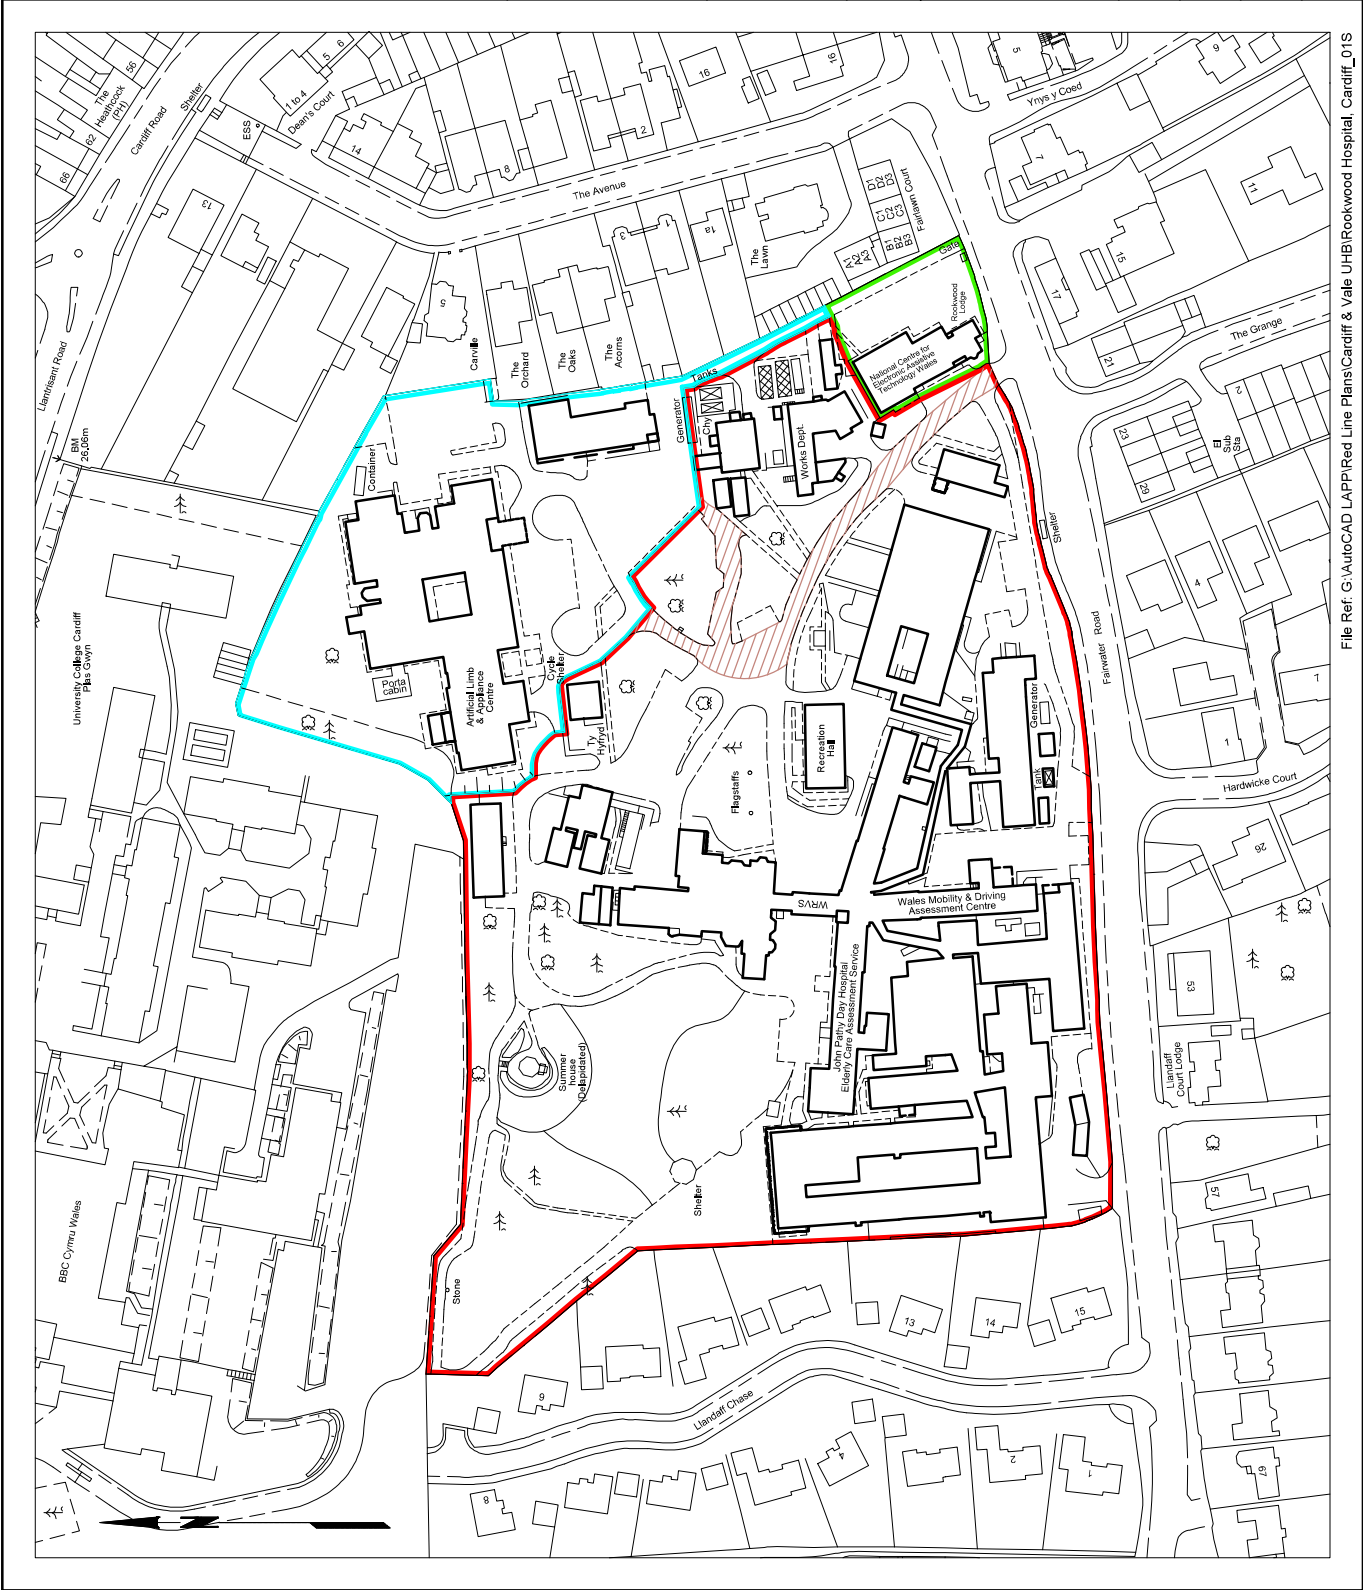 File Ref: G:\AutoCAD LAPP\Red Line Plans\Cardiff & Vale UHB\Rookwood Hospital, Cardiff_01S
56
The
Heathcock
(PH)
62
66
Cardiff Road
Shelter
ESS
1 to 4
Dean's Court
5
6
14
8
2
16
16
The Avenue
13
Llantrisant Road
BM
26.06m
5
Carville
The
Orchard
The
Oaks
The
Acorns
3
1
1a
The
Lawn
A1
A2
A3
B1
B2
B3
C1
C2
C3
D1
D2
D3
Fairlawn Court
Gate
Rookwood
Lodge
National Centre for
Electronic Assistive
Technology Wales
5
Ynys y Coed
9
7
11
15
17
21
The Grange
23
29
El
Sub
Sta
2
4
7
1
Hardwicke Court
26
Fairwater Road
Shelter
University College Cardiff
Plas Gwyn
Container
Porta
cabin
Artificial Limb
& Appliance
Centre
Cycle
Shelter
Ty
Hyfryd
Generator
Chy
Tanks
Works Dept.
Recreation
Hall
Flagstaffs
Generator
Tank
WRVS
Wales Mobility & Driving
Assessment Centre
John Pathy Day Hospital
Elderly Care Assessment Service
Summer
house
(Delapidated)
Shelter
Stone
BBC Cymru Wales
53
Llandaff
Court Lodge
57
67
Llandaff Chase
9
8
13
14
15
4
2
1
N